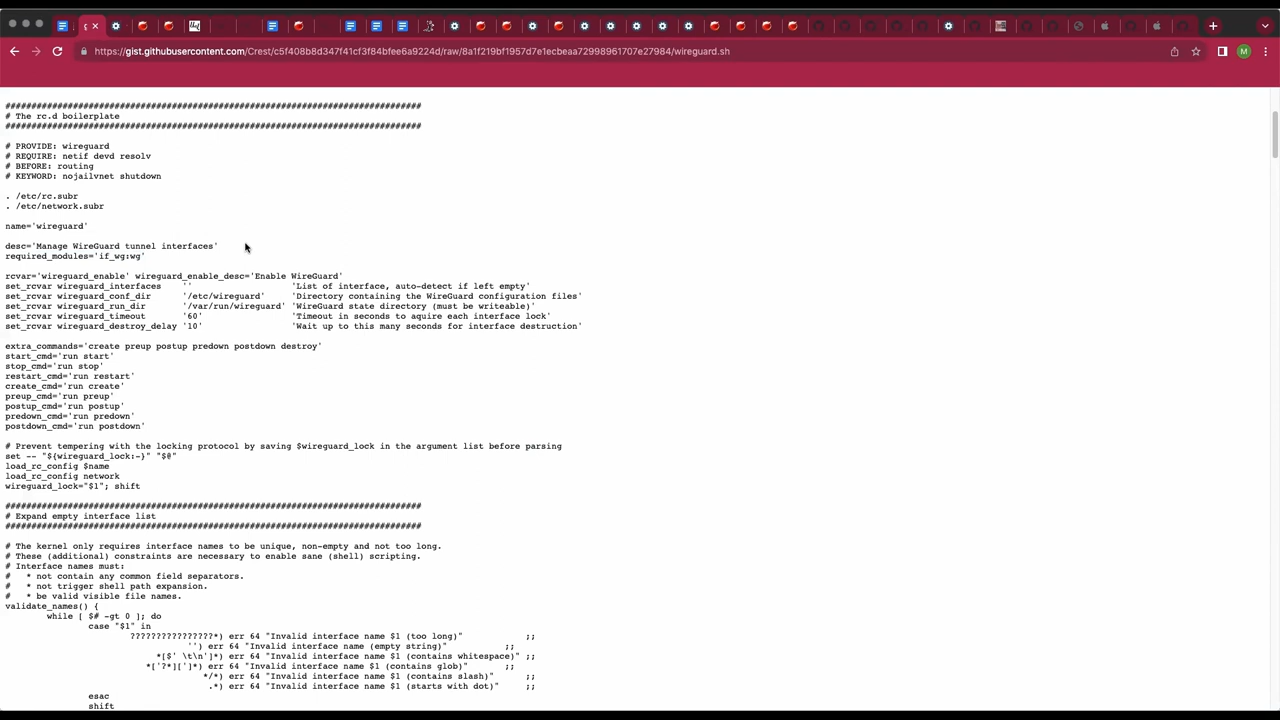 https://gist.githubusercontent.com/Crest/c5f408b8d347f41cf3f84bfee6a9224d/raw/8a1f219bf1957d7e1ecbeaa72998961707e27984/wireguard.sh
M
################################################################################
# The rc.d boilerplate
################################################################################
# PROVIDE: wireguard
# REQUIRE: netif devd resolv
# BEFORE: routing
# KEYWORD: nojailvnet shutdown
. /etc/rc.subr
. /etc/network.subr
name='wireguard'
desc='Manage WireGuard tunnel interfaces'
required_modules='if_wg:wg'
rcvar='wireguard_enable' wireguard_enable_desc='Enable WireGuard'
set_rcvar wireguard_interfaces    ''                 'List of interface, auto-detect if left empty'
set_rcvar wireguard_conf_dir      '/etc/wireguard'     'Directory containing the WireGuard configuration files'
set_rcvar wireguard_run_dir       '/var/run/wireguard' 'WireGuard state directory (must be writeable)'
set_rcvar wireguard_timeout       '60'                 'Timeout in seconds to aquire each interface lock'
set_rcvar wireguard_destroy_delay '10'                 'Wait up to this many seconds for interface destruction'
extra_commands='create preup postup predown postdown destroy'
start_cmd='run start'
stop_cmd='run stop'
restart_cmd='run restart'
create_cmd='run create'
preup_cmd='run preup'
postup_cmd='run postup'
predown_cmd='run predown'
postdown_cmd='run postdown'
# Prevent tempering with the locking protocol by saving $wireguard_lock in the argument list before parsing
set -- "${wireguard_lock:-}" "$@"
load_rc_config $name
load_rc_config network
wireguard_lock="$1"; shift
################################################################################
# Expand empty interface list
################################################################################
# The kernel only requires interface names to be unique, non-empty and not too long.
# These (additional) constraints are necessary to enable sane (shell) scripting.
# Interface names must:
#   * not contain any common field separators.
#   * not trigger shell path expansion.
#   * be valid visible file names.
validate_names() {
while [ $# -gt 0 ]; do
case "$1" in
????????????????*) err 64 "Invalid interface name $1 (too long)" ;;
'') err 64 "Invalid interface name (empty string)" ;;
*[$' \t\n']*) err 64 "Invalid interface name $1 (contains whitespace)" ;;
*['?*][']*) err 64 "Invalid interface name $1 (contains glob)" ;;
*/*) err 64 "Invalid interface name $1 (contains slash)" ;;
.*) err 64 "Invalid interface name $1 (starts with dot)" ;;
esac
shift